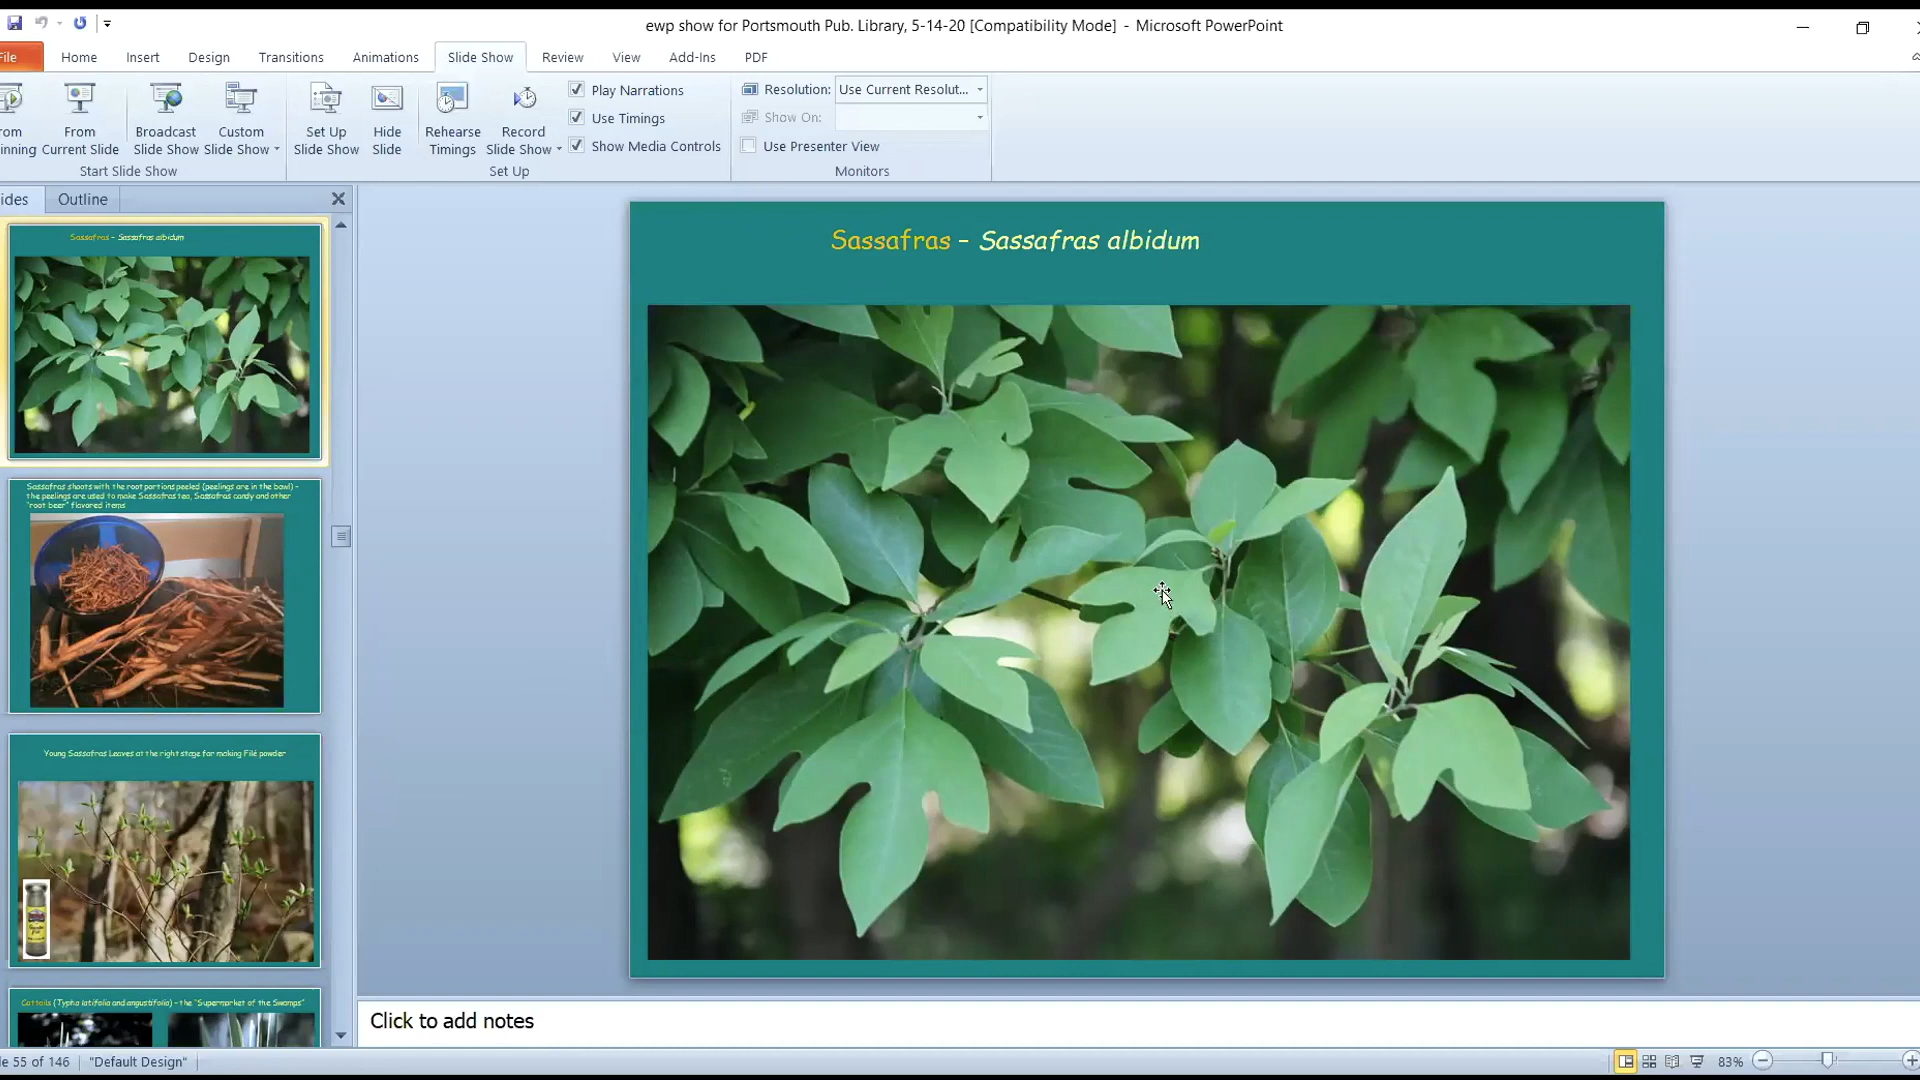 ewp show for Portsmouth Pub. Library, 5-14-20 [Compatibility Mode] - Microsoft PowerPoint
File Home Insert Design Transitions Animations Slide Show Review View Add-Ins PDF
Play Narrations
Resolution: Use Current Resolut...
Use Timings
Show On:
From Broadcast Custom Set Up Hide Rehearse Record
Current Slide Slide Show Slide Show Slide Show Slide Timings Slide Show
Show Media Controls
Use Presenter View
Start Slide Show
Set Up
Monitors
ides Outline
Sassafras – Sassafras albidum
Sassafras shoots with the root portions peeled (peelings are in the bowl) –
the peelings are used to make Sassafras tea, Sassafras candy and other
"root beer" flavored items
Young Sassafras Leaves at the right stage for making Filé powder
Cattails (Typha latifolia and angustifolia) – the "Supermarket of the Swamps"
Sassafras – Sassafras albidum
Click to add notes
le 55 of 146 "Default Design"
83%